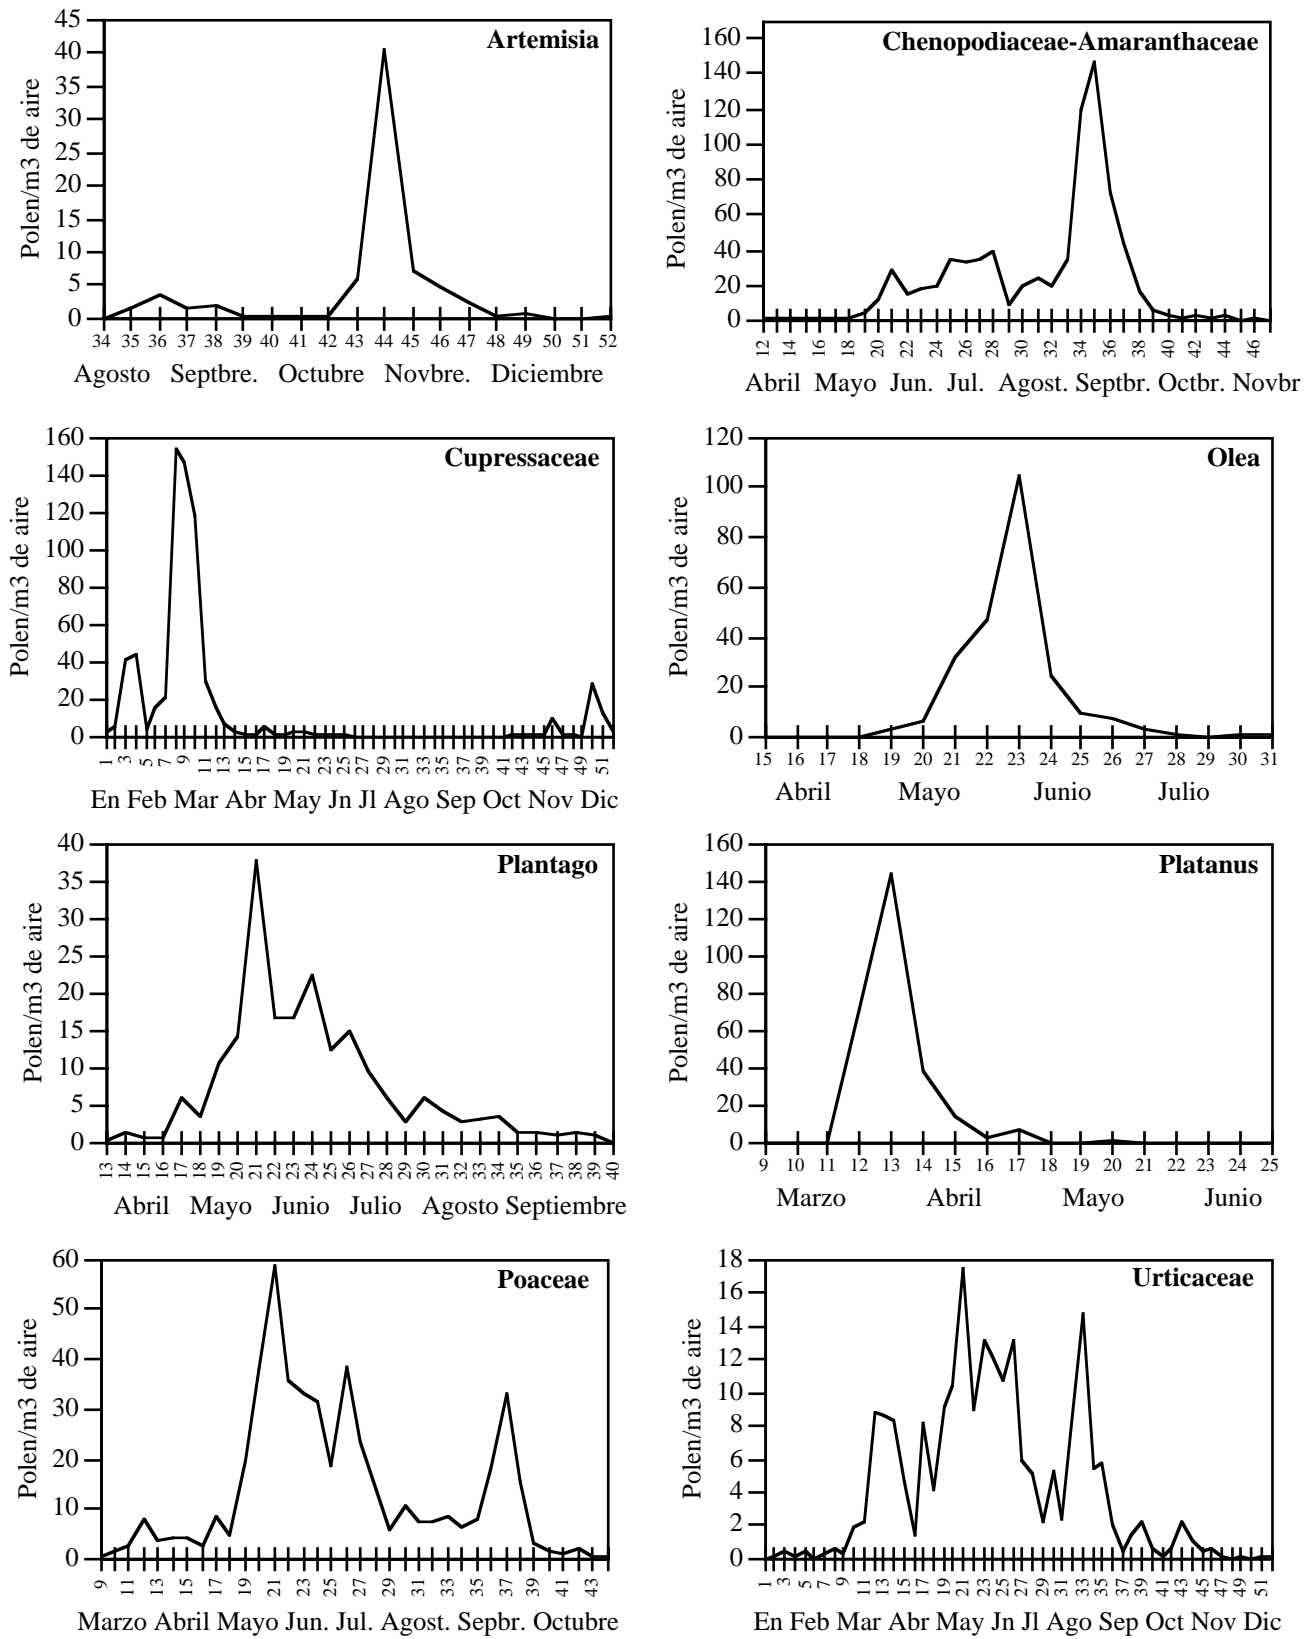 Artemisia
Polen/m3 de aire
45
40
35
30
25
20
15
10
5
0
34 35 36 37 38 39 40 41 42 43 44 45 46 47 48 49 50 51 52
Agosto Septbre. Octubre Novbre. Diciembre
Chenopodiaceae-Amaranthaceae
Polen/m3 de aire
160
140
120
100
80
60
40
20
0
12 14 16 18 20 22 24 26 28 30 32 34 36 38 40 42 44 46
Abril Mayo Jun. Jul. Agost. Septbr. Octbr. Novbr
Cupressaceae
Polen/m3 de aire
160
140
120
100
80
60
40
20
0
1 3 5 7 9 11 13 15 17 19 21 23 25 27 29 31 33 35 37 39 41 43 45 47 49 51
En Feb Mar Abr May Jn Jl Ago Sep Oct Nov Dic
Olea
Polen/m3 de aire
120
100
80
60
40
20
0
15 16 17 18 19 20 21 22 23 24 25 26 27 28 29 30 31
Abril Mayo Junio Julio
Plantago
Polen/m3 de aire
40
35
30
25
20
15
10
5
0
13 14 15 16 17 18 19 20 21 22 23 24 25 26 27 28 29 30 31 32 33 34 35 36 37 38 39 40
Abril Mayo Junio Julio Agosto Septiembre
Platanus
Polen/m3 de aire
160
140
120
100
80
60
40
20
0
9 10 11 12 13 14 15 16 17 18 19 20 21 22 23 24 25
Marzo Abril Mayo Junio
Poaceae
Polen/m3 de aire
60
50
40
30
20
10
0
9 11 13 15 17 19 21 23 25 27 29 31 33 35 37 39 41 43
Marzo Abril Mayo Jun. Jul. Agost. Sepbr. Octubre
Urticaceae
Polen/m3 de aire
18
16
14
12
10
8
6
4
2
0
1 3 5 7 9 11 13 15 17 19 21 23 25 27 29 31 33 35 37 39 41 43 45 47 49 51
En Feb Mar Abr May Jn Jl Ago Sep Oct Nov Dic